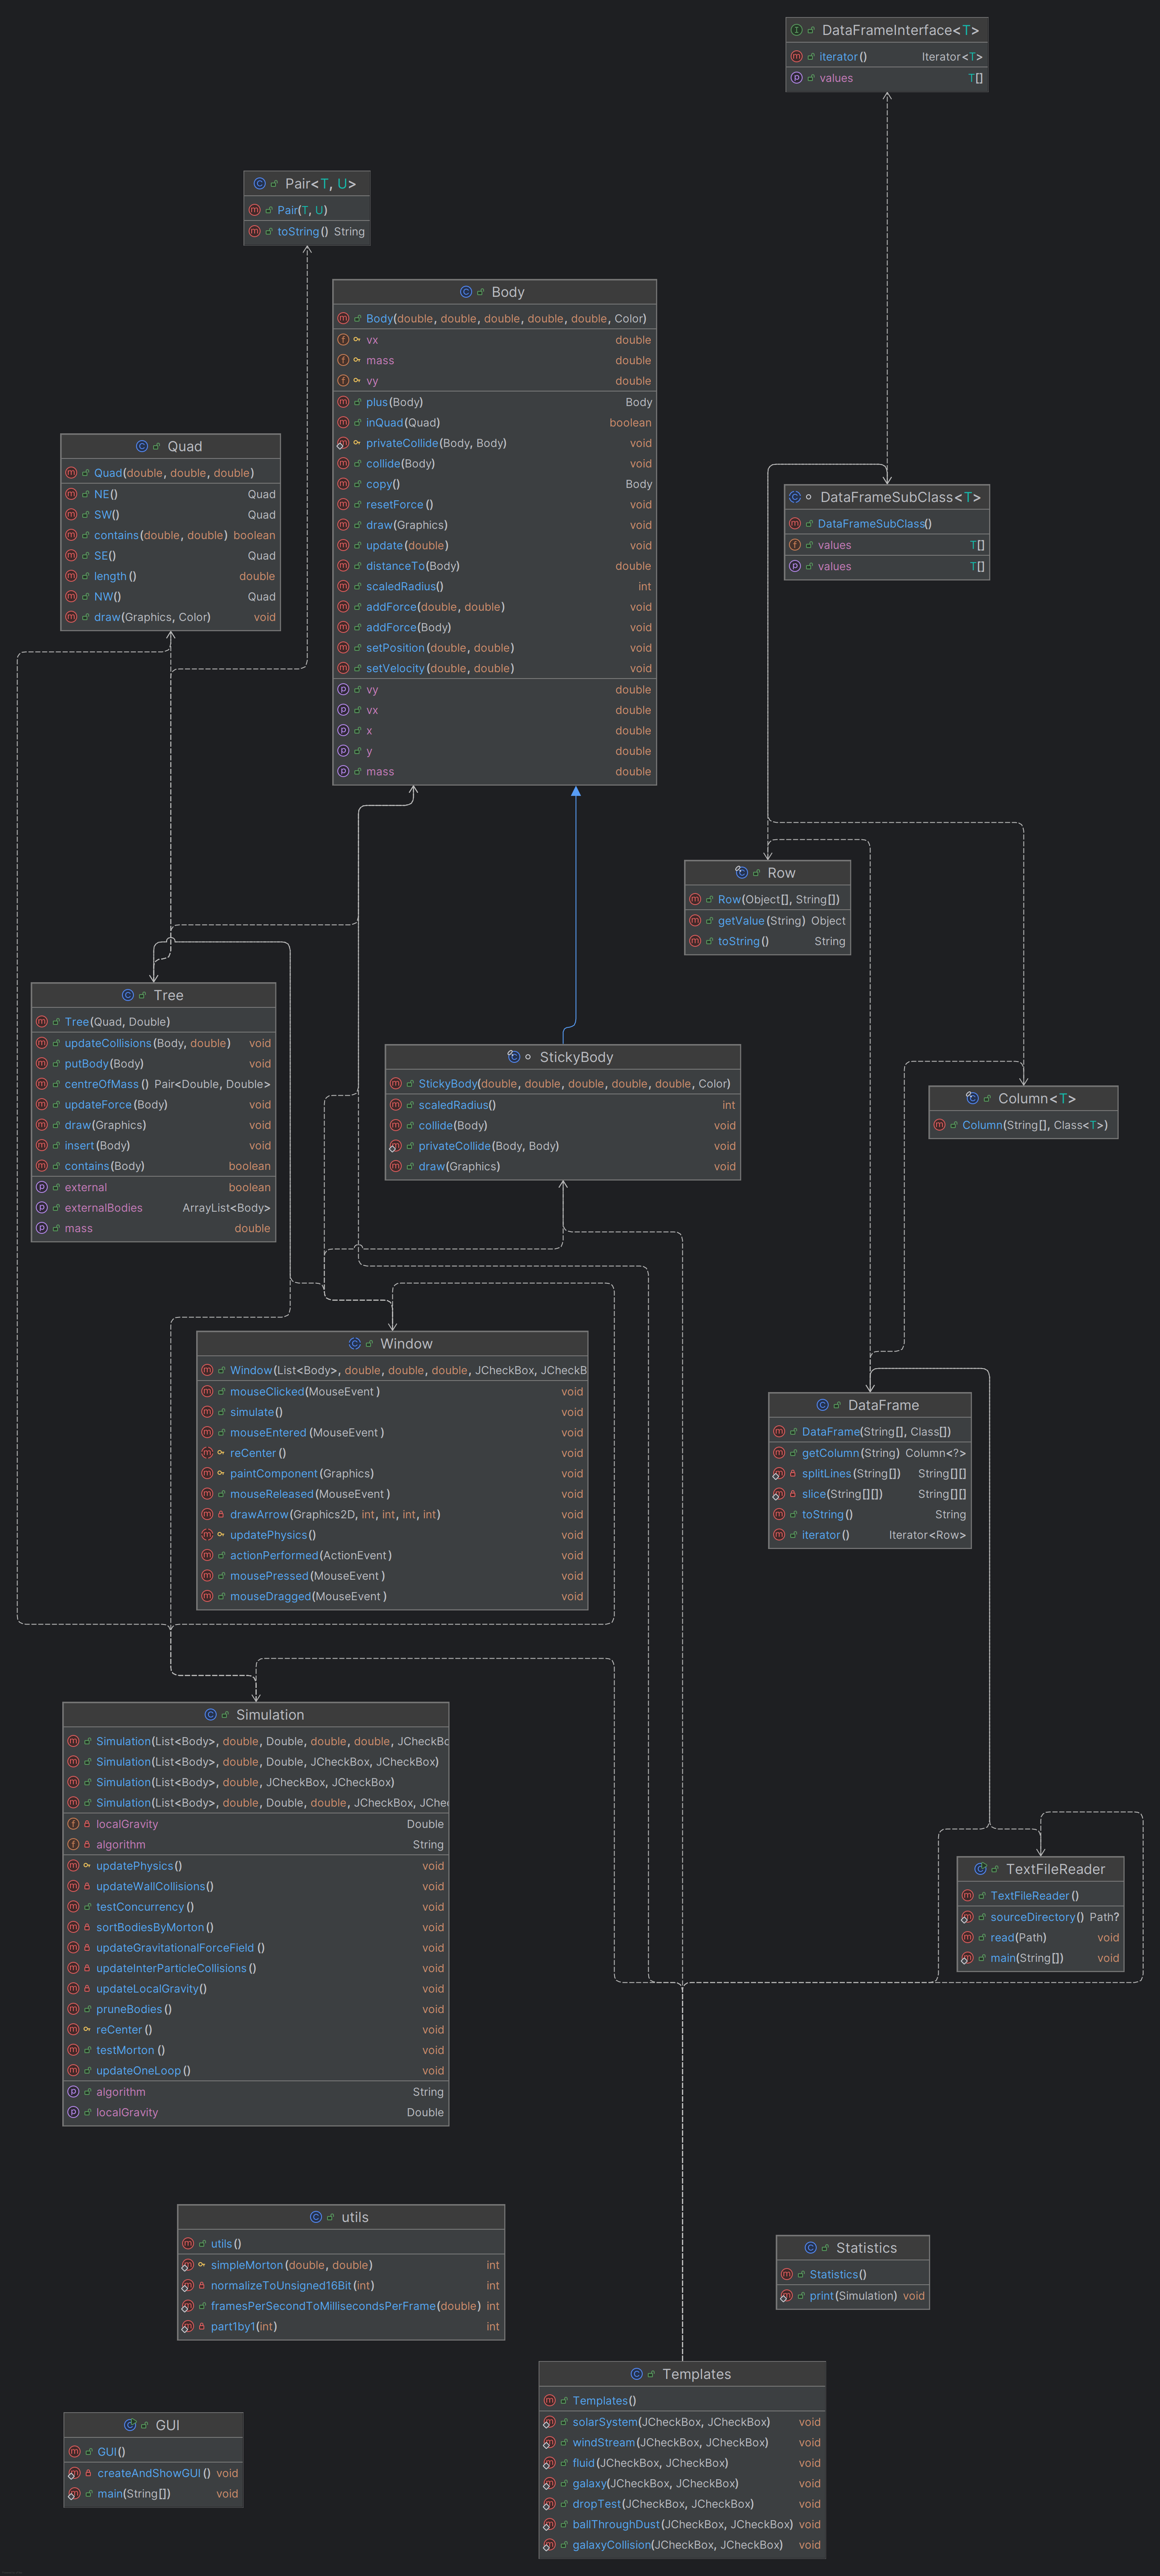 DataFrameInterface<T>
iterator() Iterator<T>
values T[]
Pair<T, U>
Pair(T, U)
toString() String
Body
Body(double, double, double, double, double, Color)
vx double
mass double
vy double
plus(Body) Body
inQuad(Quad) boolean
privateCollide(Body, Body) void
collide(Body) void
copy() Body
resetForce() void
draw(Graphics) void
update(double) void
distanceTo(Body) double
scaledRadius() int
addForce(double, double) void
addForce(Body) void
setPosition(double, double) void
setVelocity(double, double) void
vy double
vx double
x double
y double
mass double
Quad
Quad(double, double, double)
NE() Quad
SW() Quad
contains(double, double) boolean
SE() Quad
length() double
NW() Quad
draw(Graphics, Color) void
DataFrameSubClass<T>
DataFrameSubClass()
values T[]
values T[]
Row
Row(Object[], String[])
getValue(String) Object
toString() String
Tree
Tree(Quad, Double)
updateCollisions(Body, double) void
putBody(Body) void
centreOfMass() Pair<Double, Double>
updateForce(Body) void
draw(Graphics) void
insert(Body) void
contains(Body) boolean
external boolean
externalBodies ArrayList<Body>
mass double
StickyBody
StickyBody(double, double, double, double, double, Color)
scaledRadius() int
collide(Body) void
privateCollide(Body, Body) void
draw(Graphics) void
Column<T>
Column(String[], Class<T>)
Window
Window(List<Body>, double, double, double, JCheckBox, JCheckB
mouseClicked(MouseEvent) void
simulate() void
mouseEntered(MouseEvent) void
reCenter() void
paintComponent(Graphics) void
mouseReleased(MouseEvent) void
drawArrow(Graphics2D, int, int, int, int) void
updatePhysics() void
actionPerformed(ActionEvent) void
mousePressed(MouseEvent) void
mouseDragged(MouseEvent) void
DataFrame
DataFrame(String[], Class[])
getColumn(String) Column<?>
splitLines(String[]) String[][]
slice(String[][]) String[][]
toString() String
iterator() Iterator<Row>
Simulation
Simulation(List<Body>, double, Double, double, double, JCheckBo
Simulation(List<Body>, double, Double, JCheckBox, JCheckBox)
Simulation(List<Body>, double, JCheckBox, JCheckBox)
Simulation(List<Body>, double, Double, double, JCheckBox, JChe
localGravity Double
algorithm String
updatePhysics() void
updateWallCollisions() void
testConcurrency() void
sortBodiesByMorton() void
updateGravitationalForceField() void
updateInterParticleCollisions() void
updateLocalGravity() void
pruneBodies() void
reCenter() void
testMorton() void
updateOneLoop() void
algorithm String
localGravity Double
TextFileReader
TextFileReader()
sourceDirectory() Path?
read(Path) void
main(String[]) void
utils
utils()
simpleMorton(double, double) int
normalizeToUnsigned16Bit(int) int
framesPerSecondToMillisecondsPerFrame(double) int
part1by1(int) int
Statistics
Statistics()
print(Simulation) void
Templates
Templates()
solarSystem(JCheckBox, JCheckBox) void
windStream(JCheckBox, JCheckBox) void
fluid(JCheckBox, JCheckBox) void
galaxy(JCheckBox, JCheckBox) void
dropTest(JCheckBox, JCheckBox) void
ballThroughDust(JCheckBox, JCheckBox) void
galaxyCollision(JCheckBox, JCheckBox) void
GUI
GUI()
createAndShowGUI() void
main(String[]) void